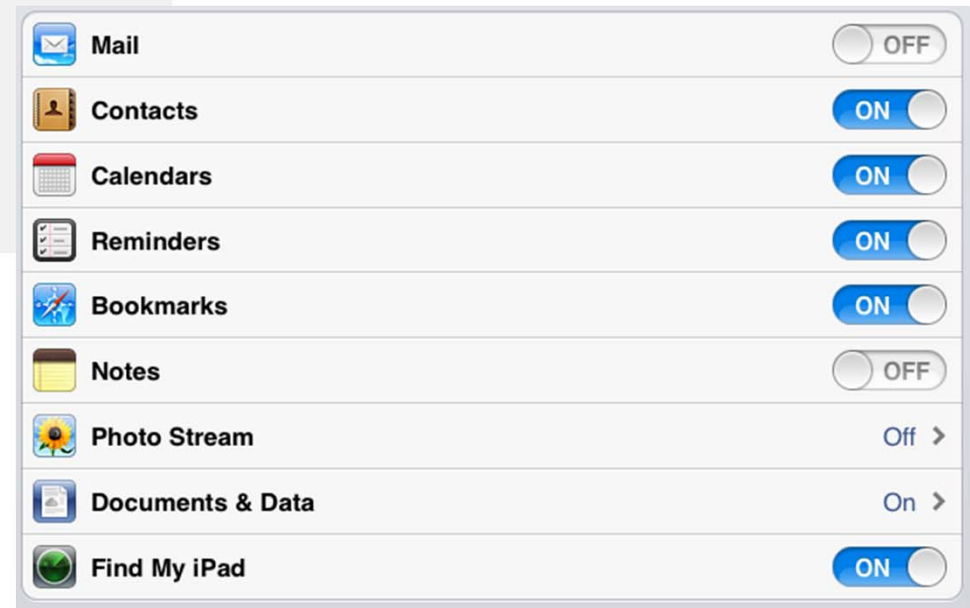 Mail OFF
Contacts ON
Calendars ON
Reminders ON
Bookmarks ON
Notes OFF
Photo Stream Off
Documents & Data On
Find My iPad ON